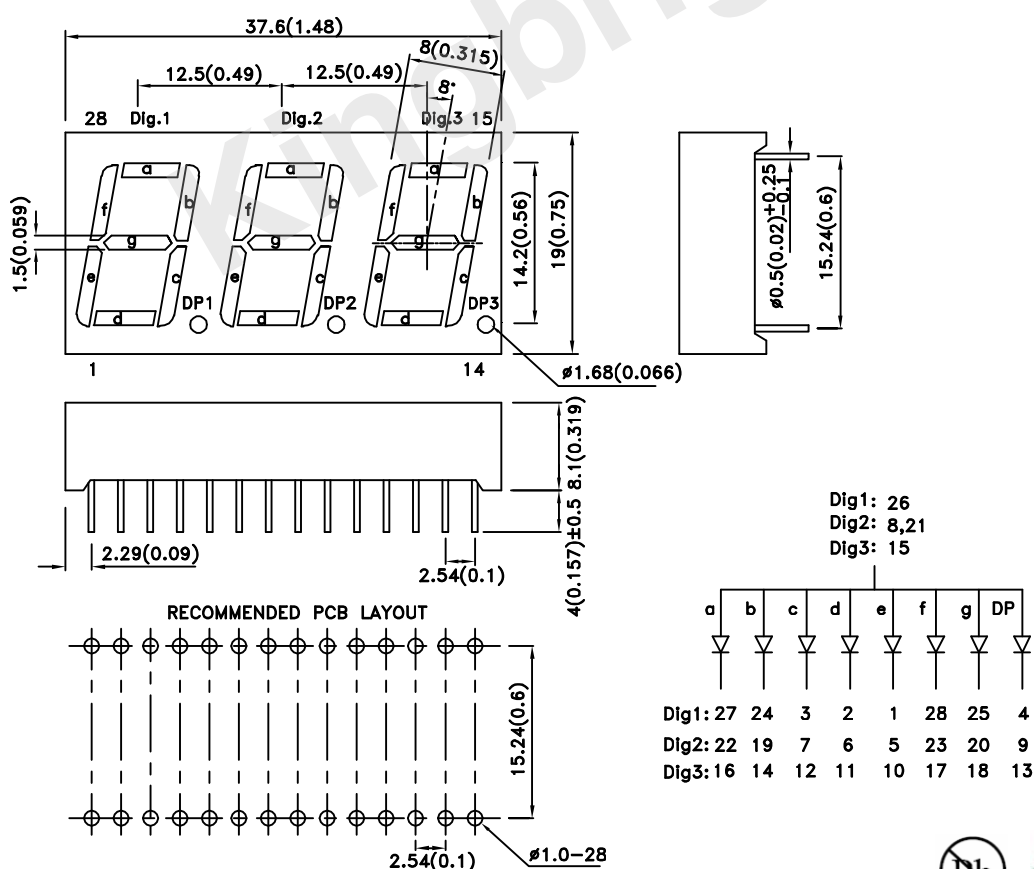 37.6(1.48)
12.5(0.49) 12.5(0.49) 8(0.315)
8°
28 Dig.1 Dig.2 Dig.3 15
a a a
f b f b f b
g g g
e c e c e c
d d d
DP1 DP2 DP3
1 14
1.5(0.059)
14.2(0.56)
19(0.75)
ø1.68(0.066)
ø0.5(0.02)+0.25
-0.1
15.24(0.6)
8.1(0.319)
4(0.157)±0.5
2.29(0.09)
2.54(0.1)
RECOMMENDED PCB LAYOUT
15.24(0.6)
2.54(0.1)
ø1.0-28
Dig1: 26
Dig2: 8,21
Dig3: 15
a b c d e f g DP
Dig1: 27 24 3 2 1 28 25 4
Dig2: 22 19 7 6 5 23 20 9
Dig3: 16 14 12 11 10 17 18 13